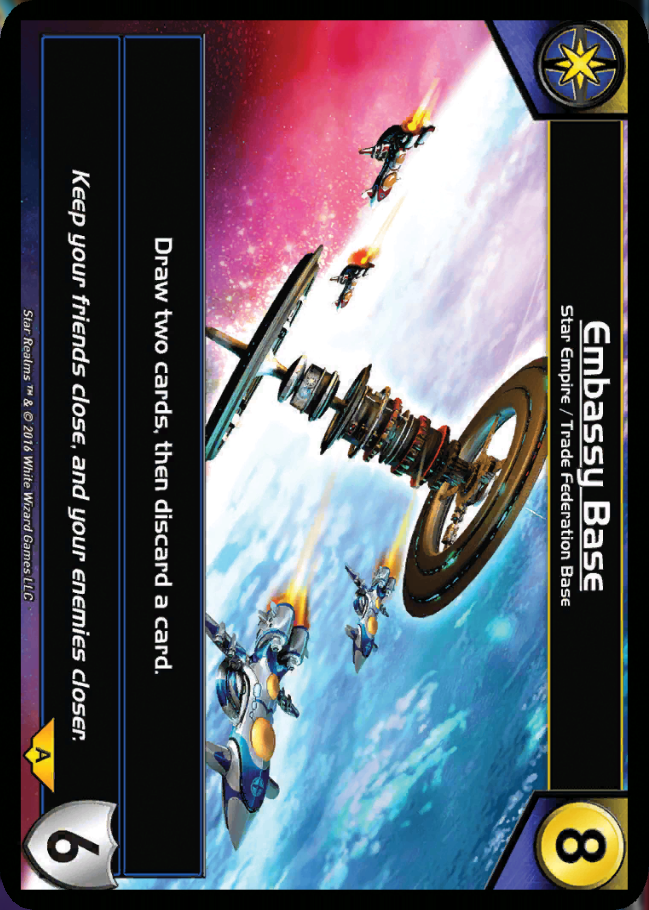 Embassy Base
8
Star Empire / Trade Federation Base
Draw two cards, then discard a card.
Keep your friends close, and your enemies closer.
A
6
Star Realms ™ & © 2016 White Wizard Games LLC